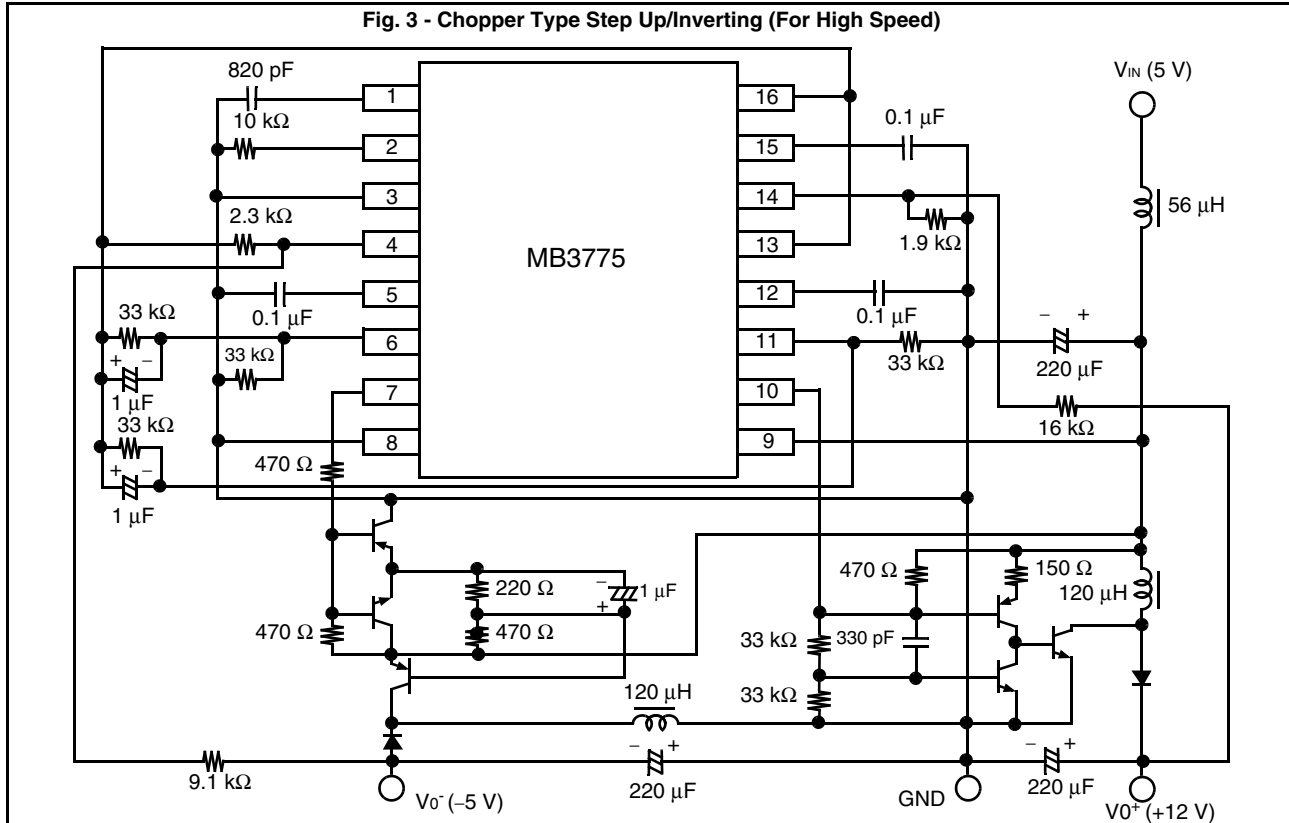 Fig. 3 - Chopper Type Step Up/Inverting (For High Speed)
820 pF
10 kΩ
2.3 kΩ
33 kΩ
0.1 μF
33 kΩ
+ −
1 μF
33 kΩ
+ −
1 μF
470 Ω
1
2
3
4
5
6
7
8
MB3775
16
15
14
13
12
11
10
9
0.1 μF
1.9 kΩ
0.1 μF
33 kΩ
VIN (5 V)
56 μH
− +
220 μF
16 kΩ
470 Ω
220 Ω
470 Ω
−
1 μF
+
120 μH
470 Ω
150 Ω
120 μH
33 kΩ
330 pF
33 kΩ
9.1 kΩ
V0- (−5 V)
− +
220 μF
GND
− +
220 μF
V0+ (+12 V)